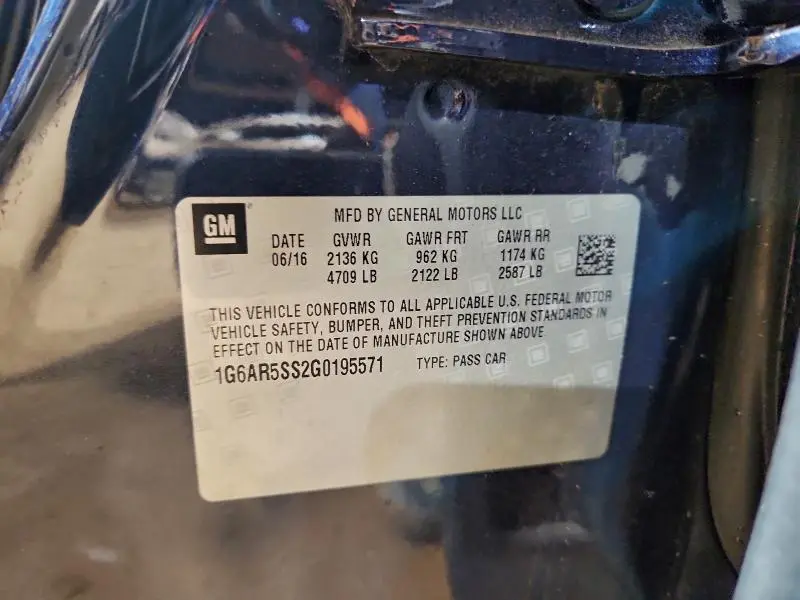 GM
MFD BY GENERAL MOTORS LLC
DATE GVWR GAWR FRT GAWR RR
06/16 2136 KG 962 KG 1174 KG
4709 LB 2122 LB 2587 LB
THIS VEHICLE CONFORMS TO ALL APPLICABLE U.S. FEDERAL MOTOR
VEHICLE SAFETY, BUMPER, AND THEFT PREVENTION STANDARDS IN
EFFECT ON THE DATE OF MANUFACTURE SHOWN ABOVE
1G6AR5SS2G0195571 TYPE: PASS CAR